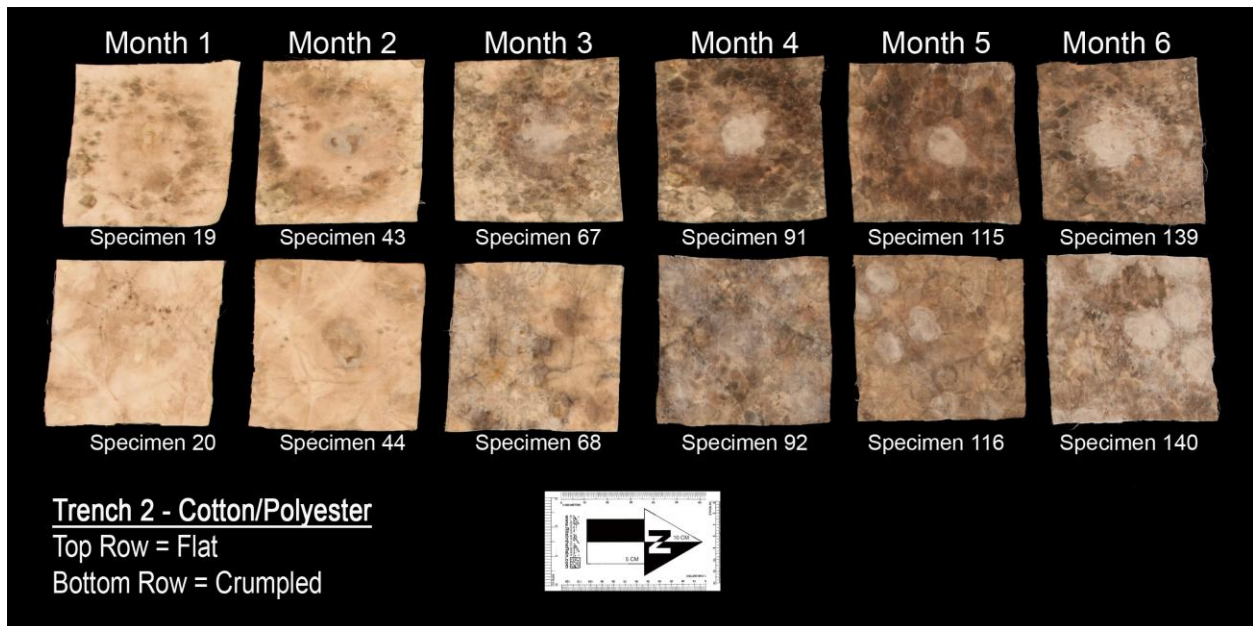 Month 1 Month 2 Month 3 Month 4 Month 5 Month 6
Specimen 19 Specimen 43 Specimen 67 Specimen 91 Specimen 115 Specimen 139
Specimen 20 Specimen 44 Specimen 68 Specimen 92 Specimen 116 Specimen 140
Trench 2 - Cotton/Polyester
Top Row = Flat
Bottom Row = Crumpled
N
10 CM
5 CM